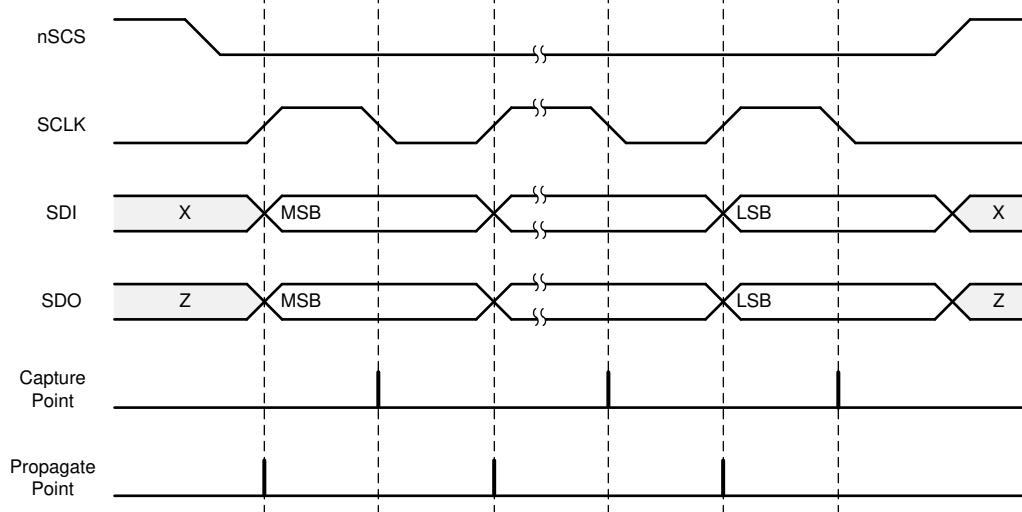 nSCS
SCLK
SDI
X
MSB
LSB
X
SDO
Z
MSB
LSB
Z
Capture
Point
Propagate
Point